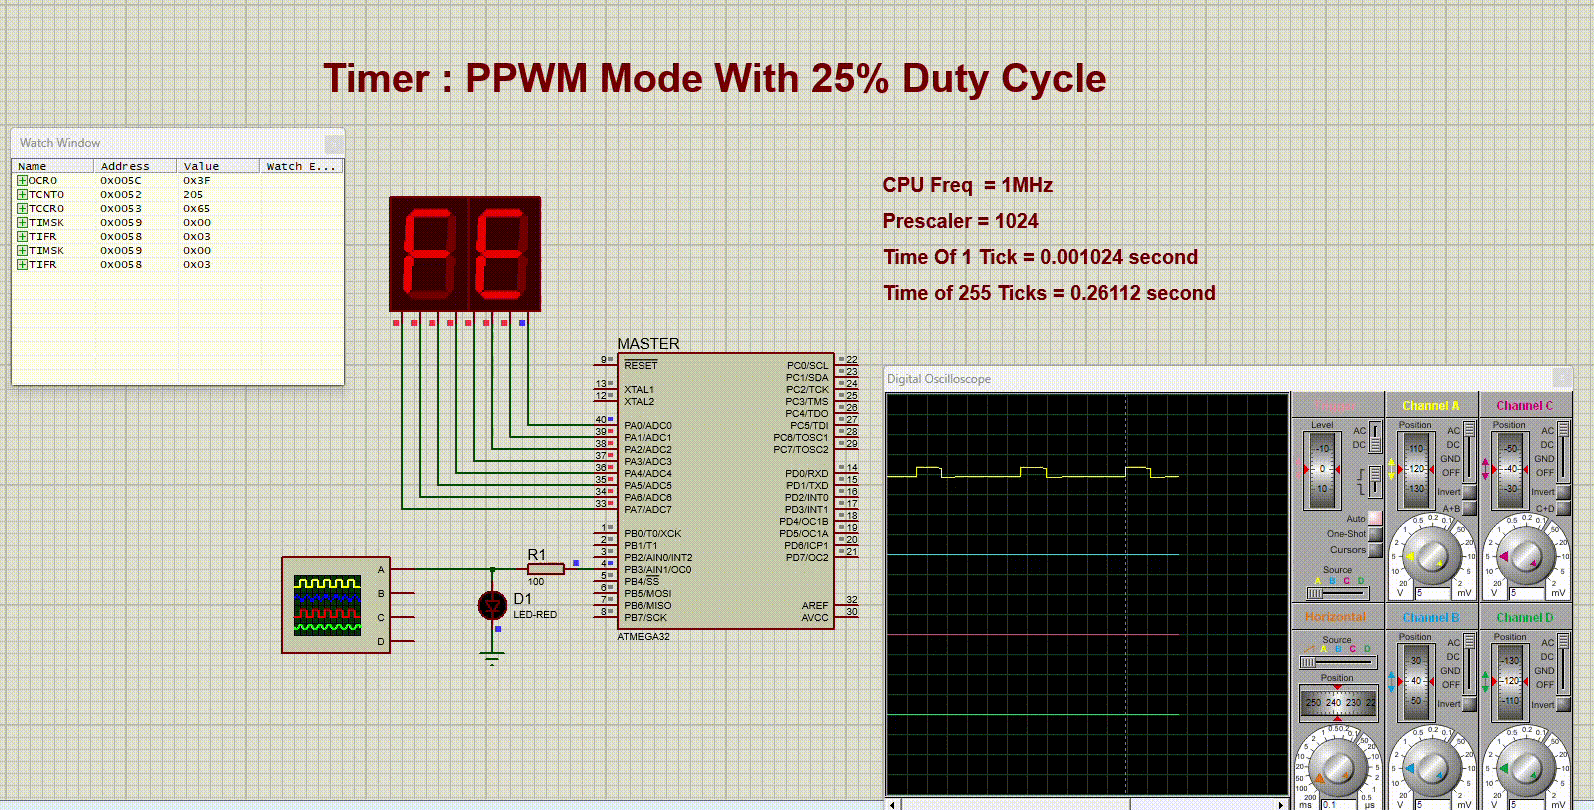 Timer : PPWM Mode With 25% Duty Cycle
Watch Window
Name Address Value Watch E...
OCR0 0x005C 0x3F
TCNT0 0x0052 205
TCCR0 0x0053 0x65
TIMSK 0x0059 0x00
TIFR 0x0058 0x03
TIMSK 0x0059 0x00
TIFR 0x0058 0x03
CPU Freq = 1MHz
Prescaler = 1024
Time Of 1 Tick = 0.001024 second
Time of 255 Ticks = 0.26112 second
MASTER
9 RESET
13 XTAL1
12 XTAL2
40 PA0/ADC0
39 PA1/ADC1
38 PA2/ADC2
37 PA3/ADC3
36 PA4/ADC4
35 PA5/ADC5
34 PA6/ADC6
33 PA7/ADC7
1 PB0/T0/XCK
2 PB1/T1
3 PB2/AIN0/INT2
4 PB3/AIN1/OC0
5 PB4/SS
6 PB5/MOSI
7 PB6/MISO
8 PB7/SCK
PC0/SCL 22
PC1/SDA 23
PC2/TCK 24
PC3/TMS 25
PC4/TDO 26
PC5/TDI 27
PC6/TOSC1 28
PC7/TOSC2 29
PD0/RXD 14
PD1/TXD 15
PD2/INT0 16
PD3/INT1 17
PD4/OC1B 18
PD5/OC1A 19
PD6/ICP1 20
PD7/OC2 21
AREF 32
AVCC 30
ATMEGA32
A
B
C
D
R1
100
D1
LED-RED
Digital Oscilloscope
Trigger
Level
AC
DC
-10
0
10
Auto
One-Shot
Cursors
Source
A B C D
Channel A
Position
110
-120
-130
AC
DC
GND
OFF
Invert
A+B
V 5 mV
Channel C
Position
-50
-40
-30
AC
DC
GND
OFF
Invert
C+D
V 5 mV
Horizontal
Source
A B C D
Position
250 240 230 22
ms 0.1 µs
Channel B
Position
30
40
50
AC
DC
GND
OFF
Invert
V 5 mV
Channel D
Position
-130
-120
-110
AC
DC
GND
OFF
Invert
V 5 mV